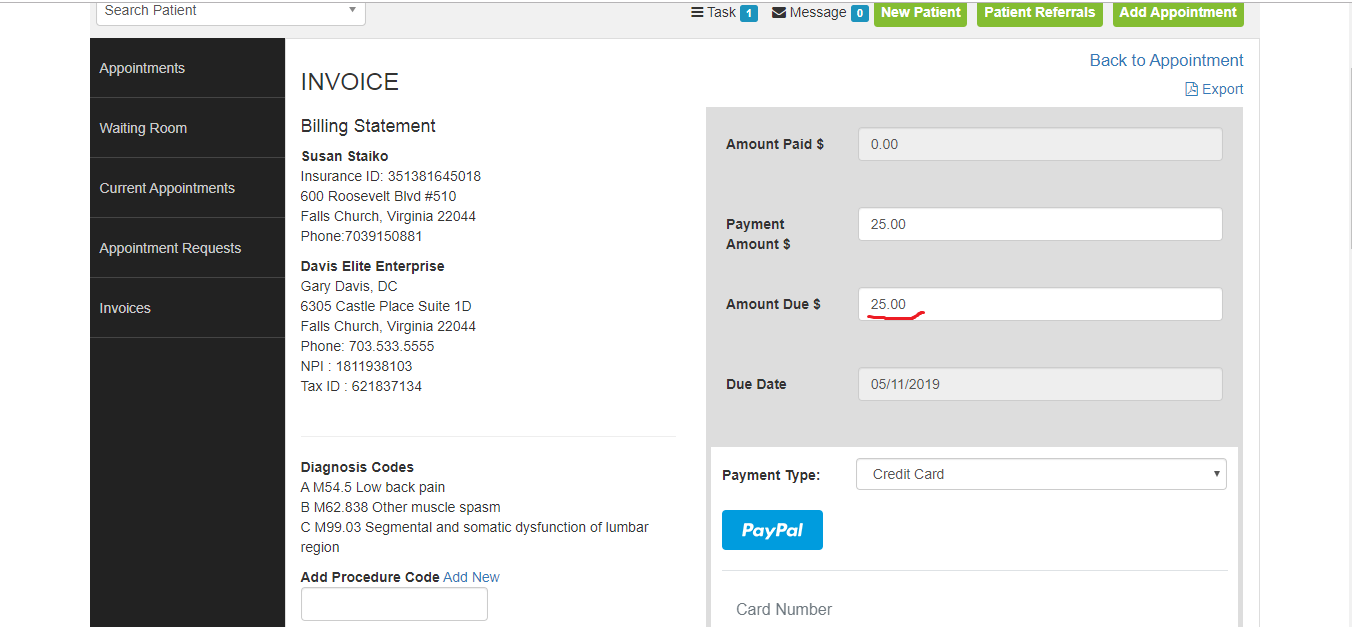 Search Patient
Task 1 Message 0 New Patient Patient Referrals Add Appointment
Appointments
Waiting Room
Current Appointments
Appointment Requests
Invoices
Back to Appointment
Export
INVOICE
Billing Statement
Susan Staiko
Insurance ID: 351381645018
600 Roosevelt Blvd #510
Falls Church, Virginia 22044
Phone:7039150881
Davis Elite Enterprise
Gary Davis, DC
6305 Castle Place Suite 1D
Falls Church, Virginia 22044
Phone: 703.533.5555
NPI : 1811938103
Tax ID : 621837134
Diagnosis Codes
A M54.5 Low back pain
B M62.838 Other muscle spasm
C M99.03 Segmental and somatic dysfunction of lumbar
region
Add Procedure Code Add New
Amount Paid $ 0.00
Payment
Amount $ 25.00
Amount Due $ 25.00
Due Date 05/11/2019
Payment Type: Credit Card
PayPal
Card Number